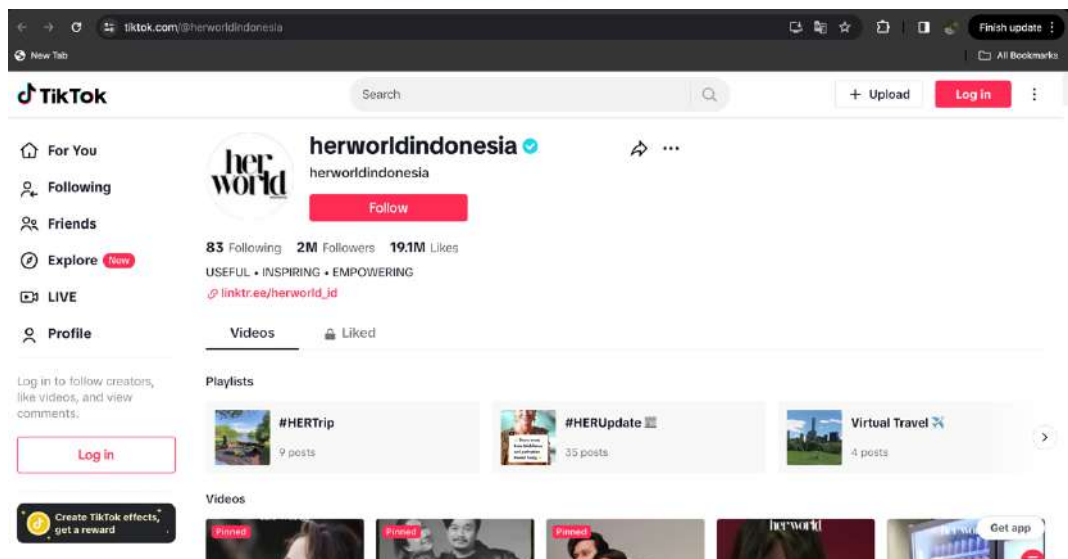 tiktok.com/@herworldindonesia
Finish update
New Tab
All Bookmarks
TikTok
Search
+ Upload
Log in
For You
Following
Friends
Explore New
LIVE
Profile
Log in to follow creators,
like videos, and view
comments.
Log in
Create TikTok effects,
get a reward
her
world
herworldindonesia
herworldindonesia
Follow
83 Following 2M Followers 19.1M Likes
USEFUL • INSPIRING • EMPOWERING
linktr.ee/herworld_id
Videos
Liked
Playlists
#HERTrip
9 posts
#HERUpdate
35 posts
Virtual Travel
4 posts
Videos
Pinned
Pinned
Pinned
her world
Get app